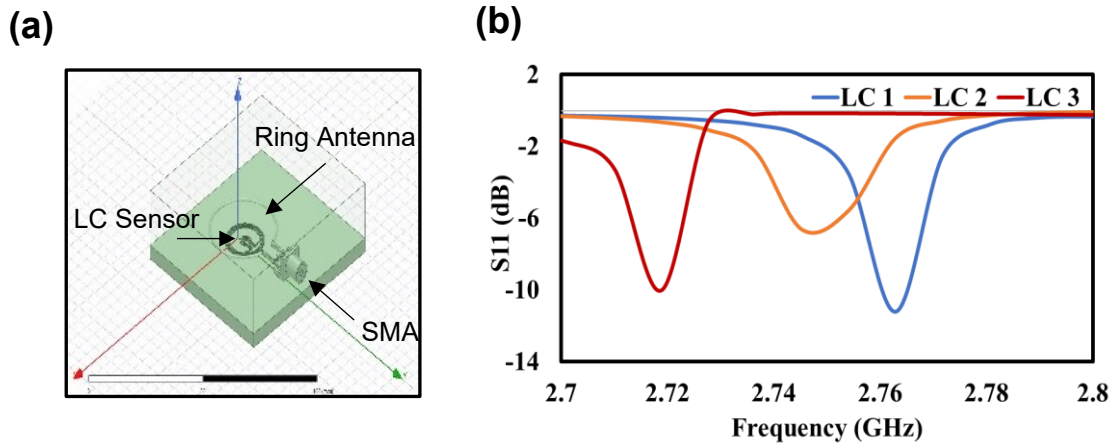 (a)
Ring Antenna
LC Sensor
SMA
(b)
2
-2
-6
-10
-14
S11 (dB)
LC 1 LC 2 LC 3
2.7 2.72 2.74 2.76 2.78 2.8
Frequency (GHz)